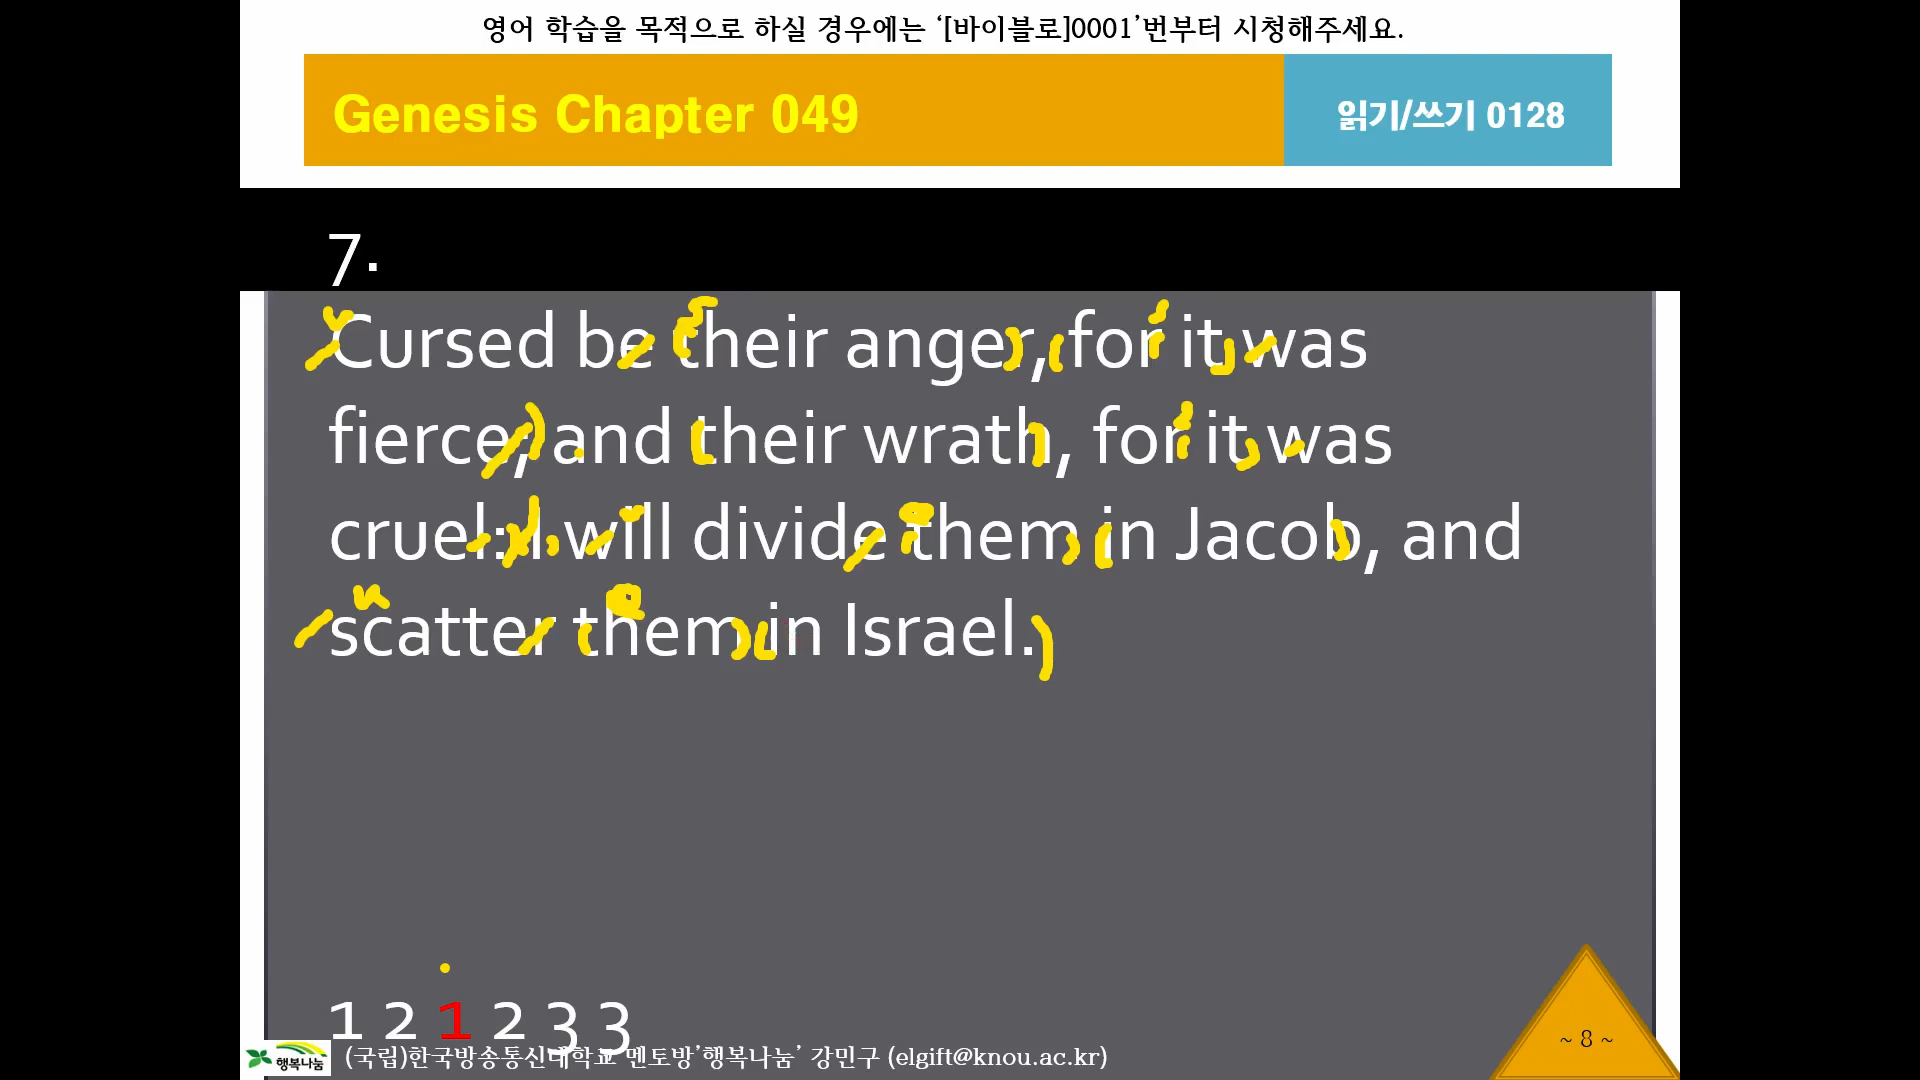 영어 학습을 목적으로 하실 경우에는 ‘[바이블로]0001’번부터 시청해주세요.
Genesis Chapter 049
읽기/쓰기 0128
7.
Cursed be their anger, for it was
fierce, and their wrath, for it was
cruel: I will divide them in Jacob, and
scatter them in Israel.
1 2 1 2 3 3
~ 8 ~
행복나눔
(국립)한국방송통신대학교 멘토방’행복나눔’ 강민구 (elgift@knou.ac.kr)